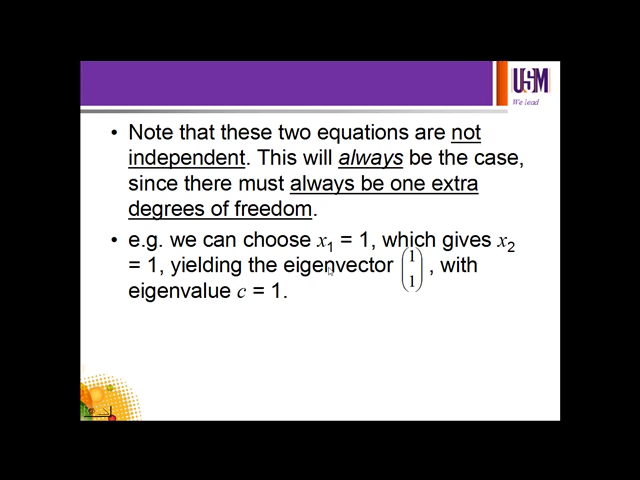 USM
We lead
• Note that these two equations are not
independent. This will always be the case,
since there must always be one extra
degrees of freedom.
• e.g. we can choose x₁ = 1, which gives x₂
= 1, yielding the eigenvector (1 1), with
eigenvalue c = 1.